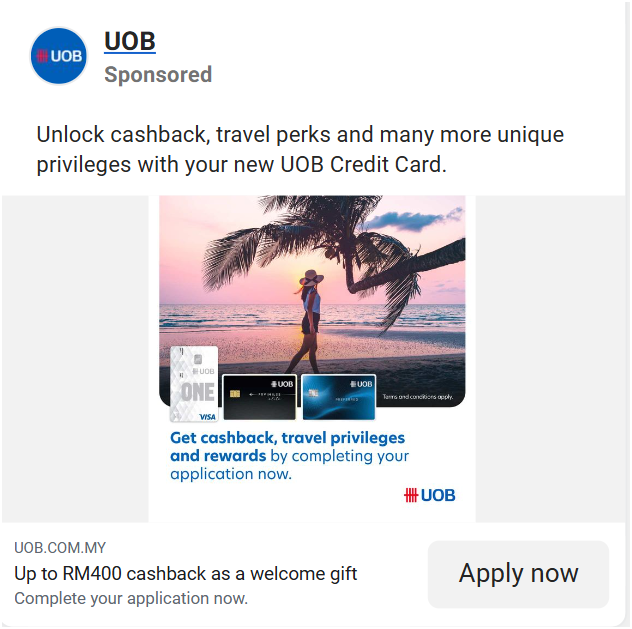 UOB
UOB
Sponsored
Unlock cashback, travel perks and many more unique
privileges with your new UOB Credit Card.
UOB
ONE
VISA
UOB
UOB
Terms and conditions apply.
Get cashback, travel privileges
and rewards by completing your
application now.
UOB
UOB.COM.MY
Up to RM400 cashback as a welcome gift
Complete your application now.
Apply now